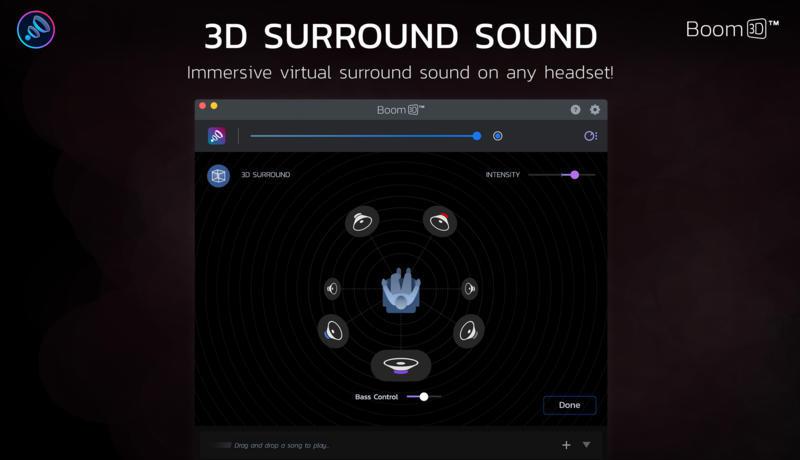 3D SURROUND SOUND
Boom 3D™
Immersive virtual surround sound on any headset!
Boom 3D™
?
3D SURROUND
INTENSITY
Bass Control
Done
Drag and drop a song to play..